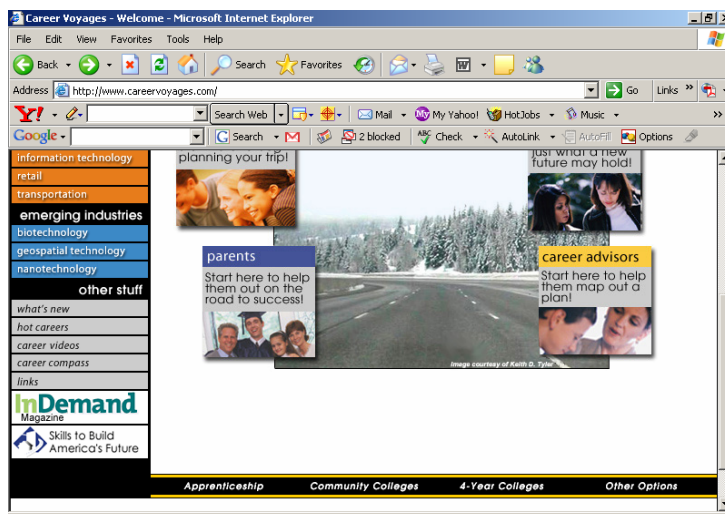 Career Voyages - Welcome - Microsoft Internet Explorer
File Edit View Favorites Tools Help
Back Search Favorites
Address http://www.careervoyages.com/ Go Links »
Y! Search Web Mail My Yahoo! HotJobs Music »
Google Search 2 blocked ABC Check AutoLink AutoFill Options
information technology
retail
transportation
emerging industries
biotechnology
geospatial technology
nanotechnology
other stuff
what's new
hot careers
career videos
career compass
links
InDemand
Magazine
Skills to Build
America's Future
planning your trip!
just what a new
future may hold!
parents
Start here to help
them out on the
road to success!
career advisors
Start here to help
them map out a
plan!
Image courtesy of Keith D. Tyler
Apprenticeship Community Colleges 4-Year Colleges Other Options